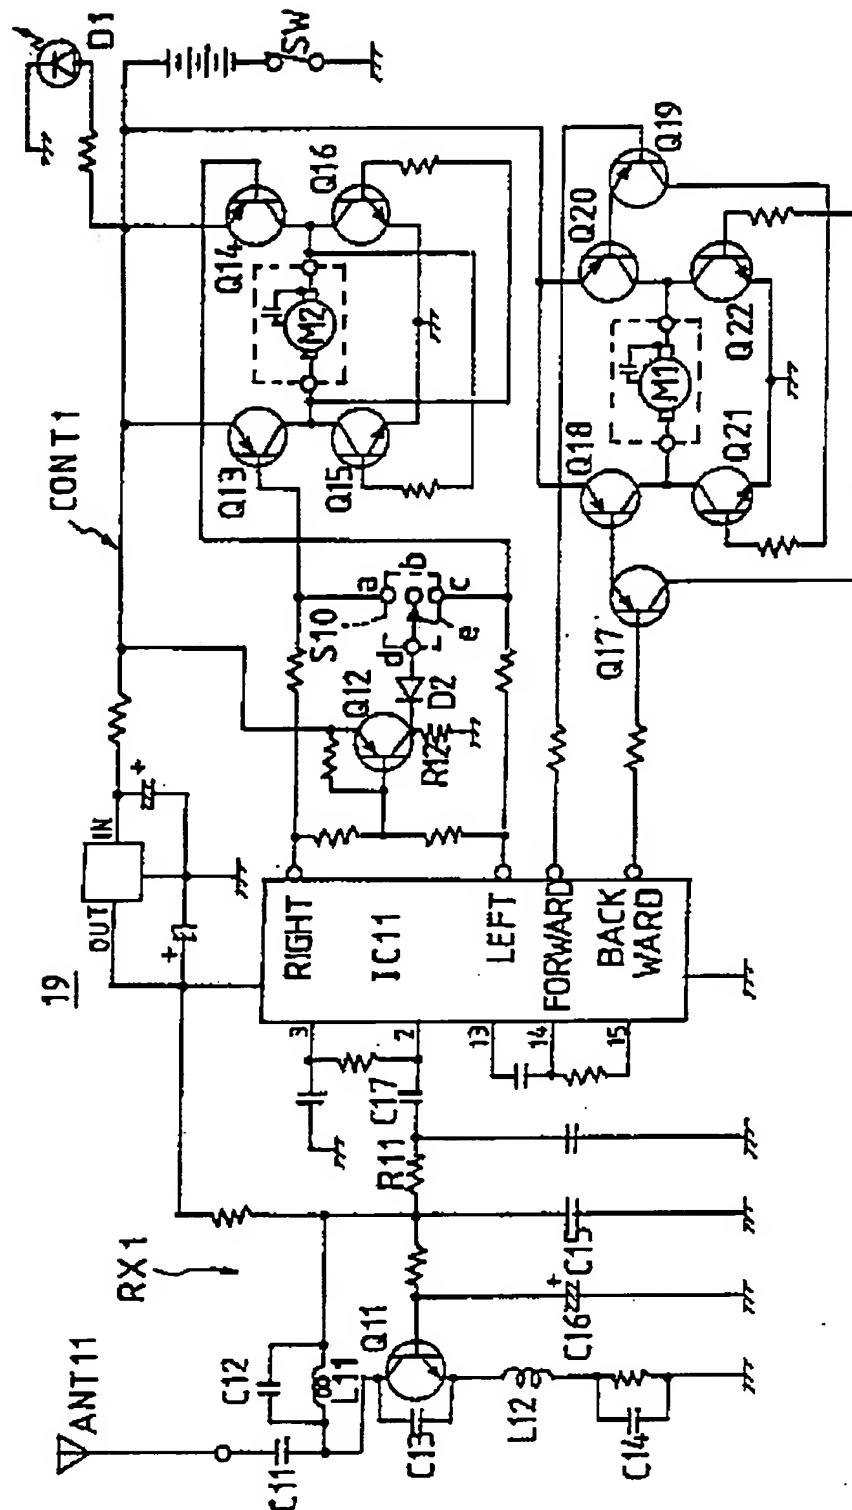 19
CONT1
D1
SW
OUT
IN
+
+
RX1
ANT11
C11
C12
L11
C13
Q11
L12
C14
C16
+
C15
R11
C17
3
2
13
14
15
IC11
RIGHT
LEFT
FORWARD
BACK
WARD
Q12
R12
D2
S10
a
b
c
d
e
Q13
Q14
Q15
Q16
M2
Q17
Q18
Q19
Q20
Q21
Q22
M1